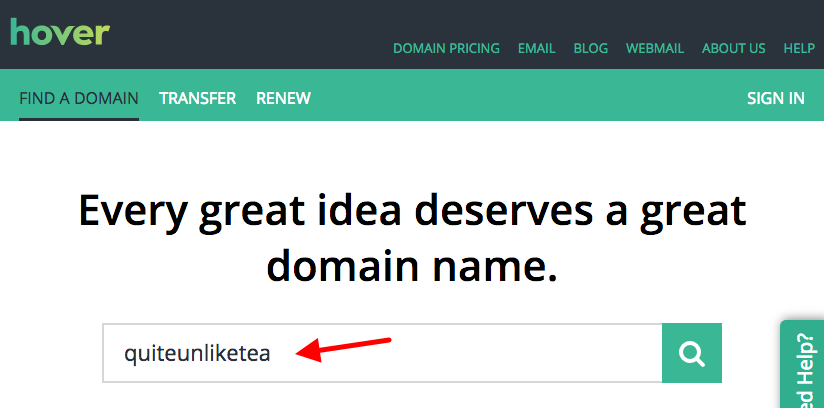 hover
DOMAIN PRICING EMAIL BLOG WEBMAIL ABOUT US HELP
FIND A DOMAIN TRANSFER RENEW SIGN IN
Every great idea deserves a great
domain name.
quiteunliketea
Help?